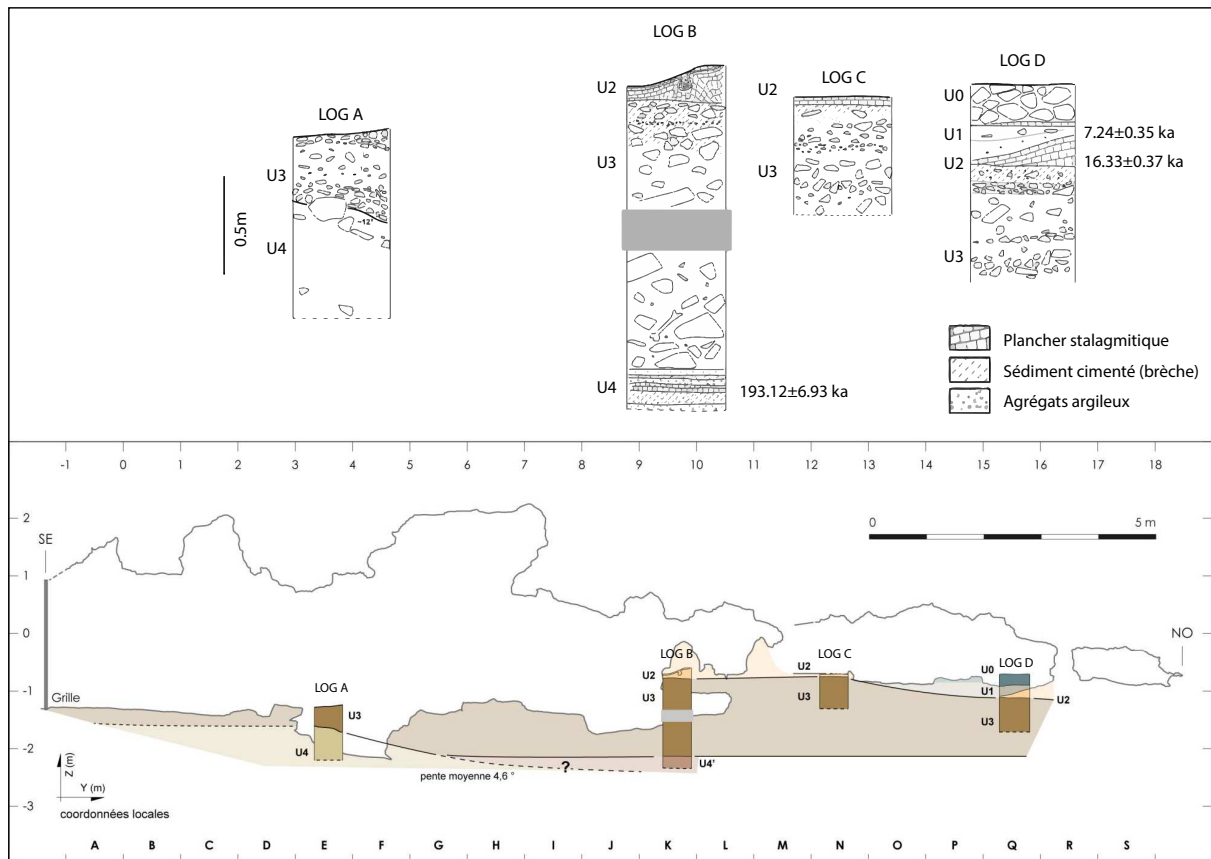 LOG A
U3
U4
~12°
0.5m
LOG B
U2
U3
U4
193.12±6.93 ka
LOG C
U2
U3
LOG D
U0
U1
7.24±0.35 ka
U2
16.33±0.37 ka
U3
Plancher stalagmitique
Sédiment cimenté (brèche)
Agrégats argileux
-1 0 1 2 3 4 5 6 7 8 9 10 11 12 13 14 15 16 17 18
2
1
0
-1
-2
-3
SE
NO
0 5 m
Grille
LOG A
U3
U4
LOG B
U2
U3
U4'
LOG C
U2
U3
LOG D
U0
U1
U2
U3
?
pente moyenne 4,6 °
Z (m)
Y (m)
coordonnées locales
A B C D E F G H I J K L M N O P Q R S